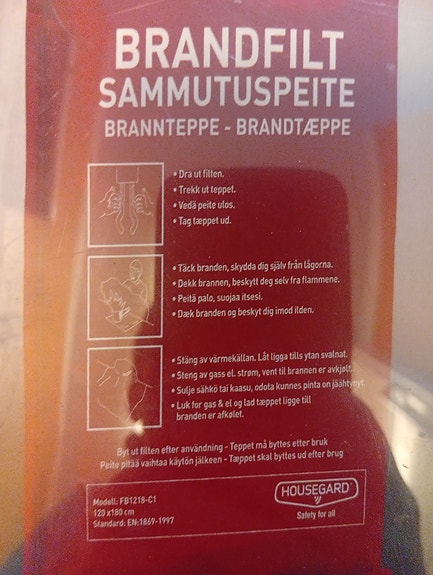 BRANDFILT
SAMMUTUSPEITE
BRANNTEPPE - BRANDTÆPPE
• Dra ut filten.
• Trekk ut teppet.
• Vedä peite ulos.
• Tag tæppet ud.
• Täck branden, skydda dig själv från lågorna.
• Dekk brannen, beskytt deg selv fra flammene.
• Peitä palo, suojaa itsesi.
• Dæk branden og beskyt dig imod ilden.
• Stäng av värmekällan. Låt ligga tills ytan svalnat.
• Steng av gass el. strøm, vent til brannen er avkjølt.
• Sulje sähkö tai kaasu, odota kunnes pinta on jäähtynyt.
• Luk for gas & el og lad tæppet ligge till
branden er afkølet.
Byt ut filten efter användning - Teppet må byttes etter bruk
Peite pitää vaihtaa käytön jälkeen - Tæppet skal byttes ud efter brug
Modell: FB1218-C1
120 x180 cm
Standard: EN:1869-1997
HOUSEGARD
Safety for all